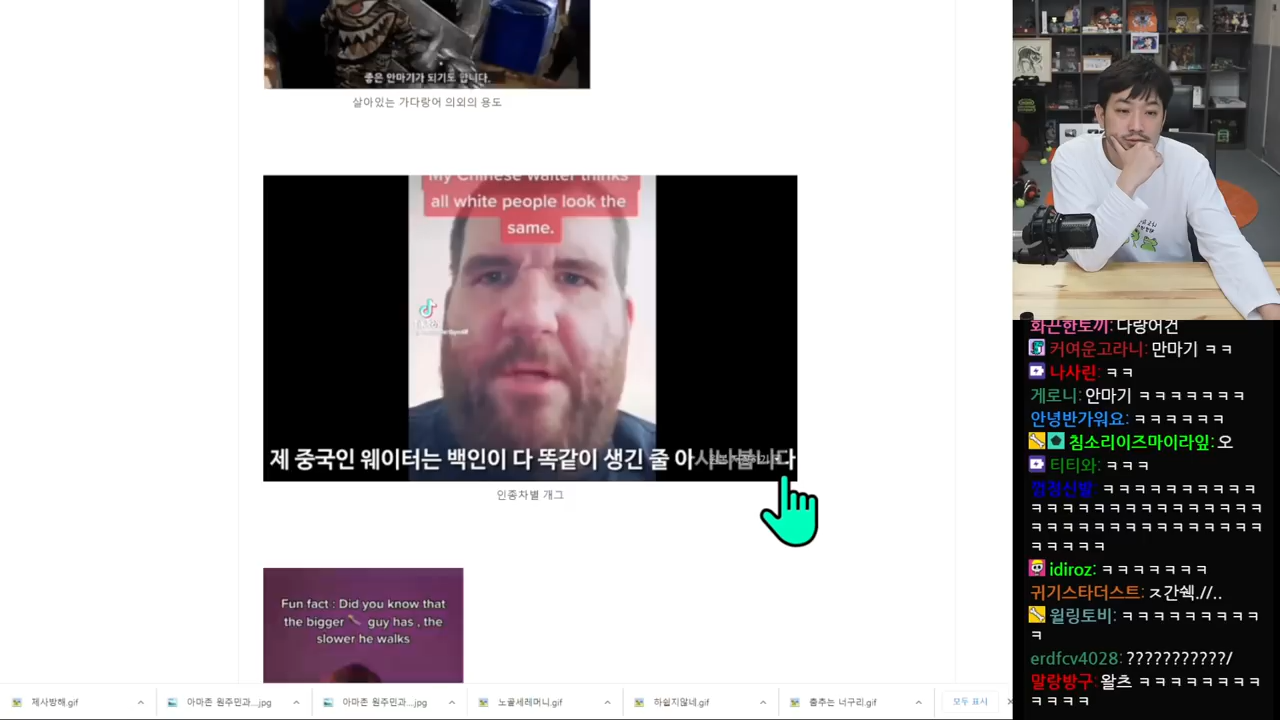 좋은 안마기가 되기도 합니다.
살아있는 가다랑어 의외의 용도
My Chinese waiter thinks
all white people look the
same.
제 중국인 웨이터는 백인이 다 똑같이 생긴 줄 아
인종차별 개그
Fun fact : Did you know that
the bigger guy has , the
slower he walks
제사방해.gif
아마존 원주민과....jpg
아마존 원주민과....jpg
노골세레머니.gif
하쉽지않네.gif
춤추는 너구리.gif
모두 표시
화끈한토끼: 다랑어건
커여운고라니: 만마기 ㅋㅋ
나사린: ㅋㅋ
게로니: 안마기 ㅋㅋㅋㅋㅋㅋㅋ
안녕반가워요: ㅋㅋㅋㅋㅋㅋ
침소리이즈마이라잎: 오
티티와: ㅋㅋㅋ
멈정신발: ㅋㅋㅋㅋㅋㅋㅋㅋㅋㅋ
ㅋㅋㅋㅋㅋㅋㅋㅋㅋㅋㅋㅋㅋㅋㅋ
ㅋㅋㅋㅋㅋㅋㅋㅋㅋㅋㅋㅋㅋㅋㅋ
ㅋㅋㅋㅋㅋ
idiroz: ㅋㅋㅋㅋㅋㅋㅋ
귀기스타더스트: ㅈ간쉑.//..
윌링토비: ㅋㅋㅋㅋㅋㅋㅋㅋㅋ
ㅋ
erdfcv4028: ???????????/
말랑방구: 왈츠 ㅋㅋㅋㅋㅋㅋㅋㅋ
ㅋㅋㅋㅋ